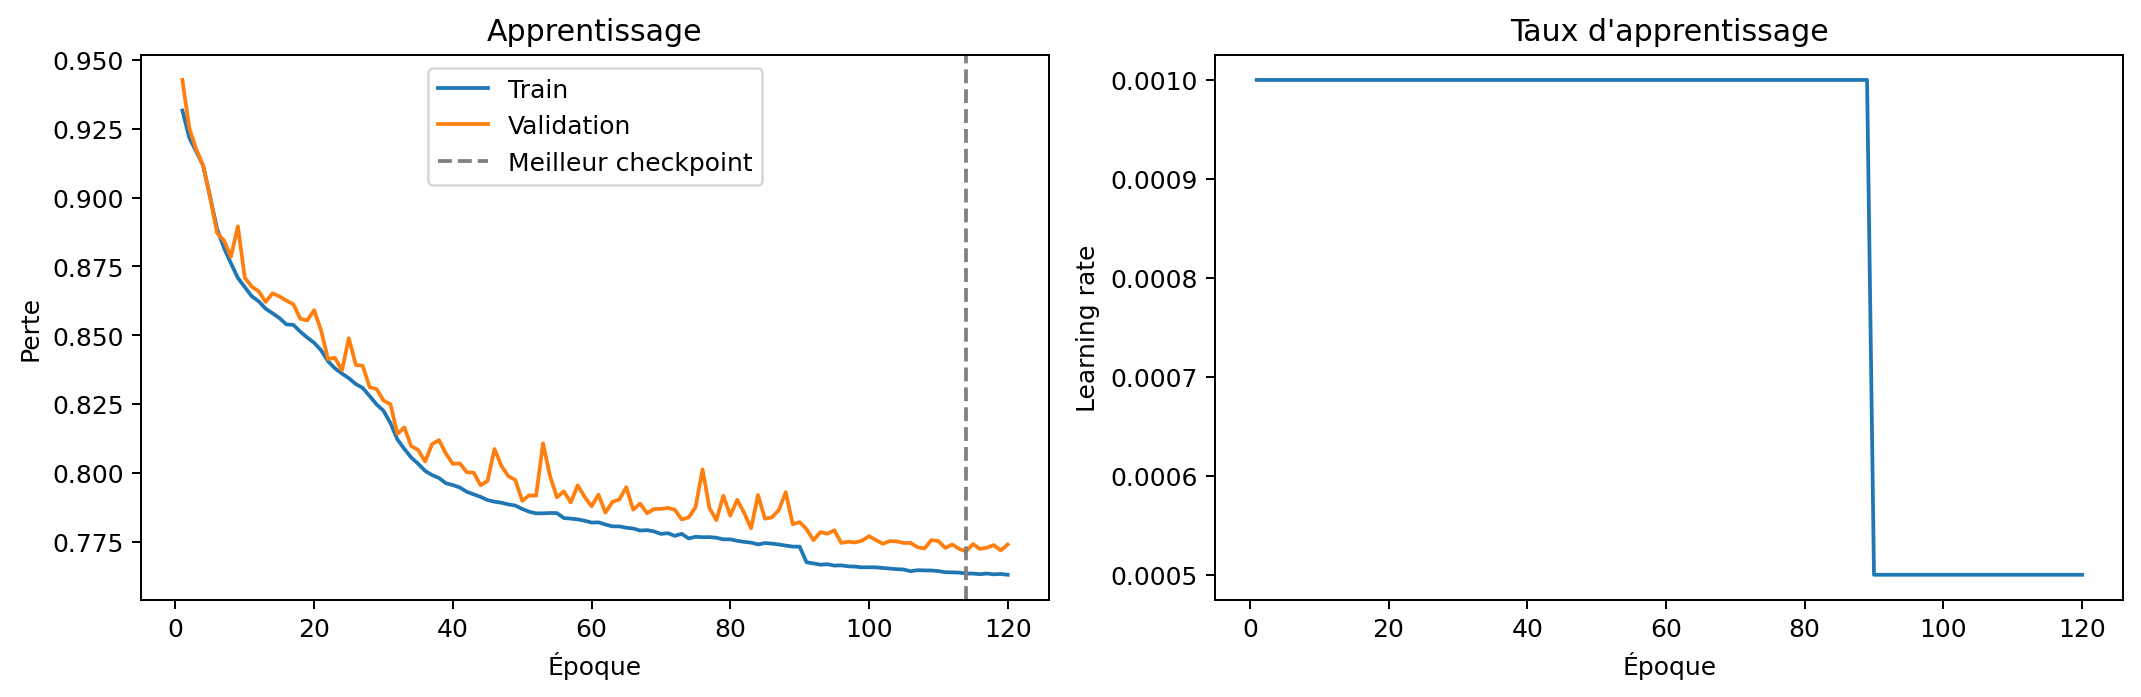 Apprentissage
Perte
0.950
0.925
0.900
0.875
0.850
0.825
0.800
0.775
Train
Validation
Meilleur checkpoint
0 20 40 60 80 100 120
Époque
Taux d'apprentissage
Learning rate
0.0010
0.0009
0.0008
0.0007
0.0006
0.0005
0 20 40 60 80 100 120
Époque